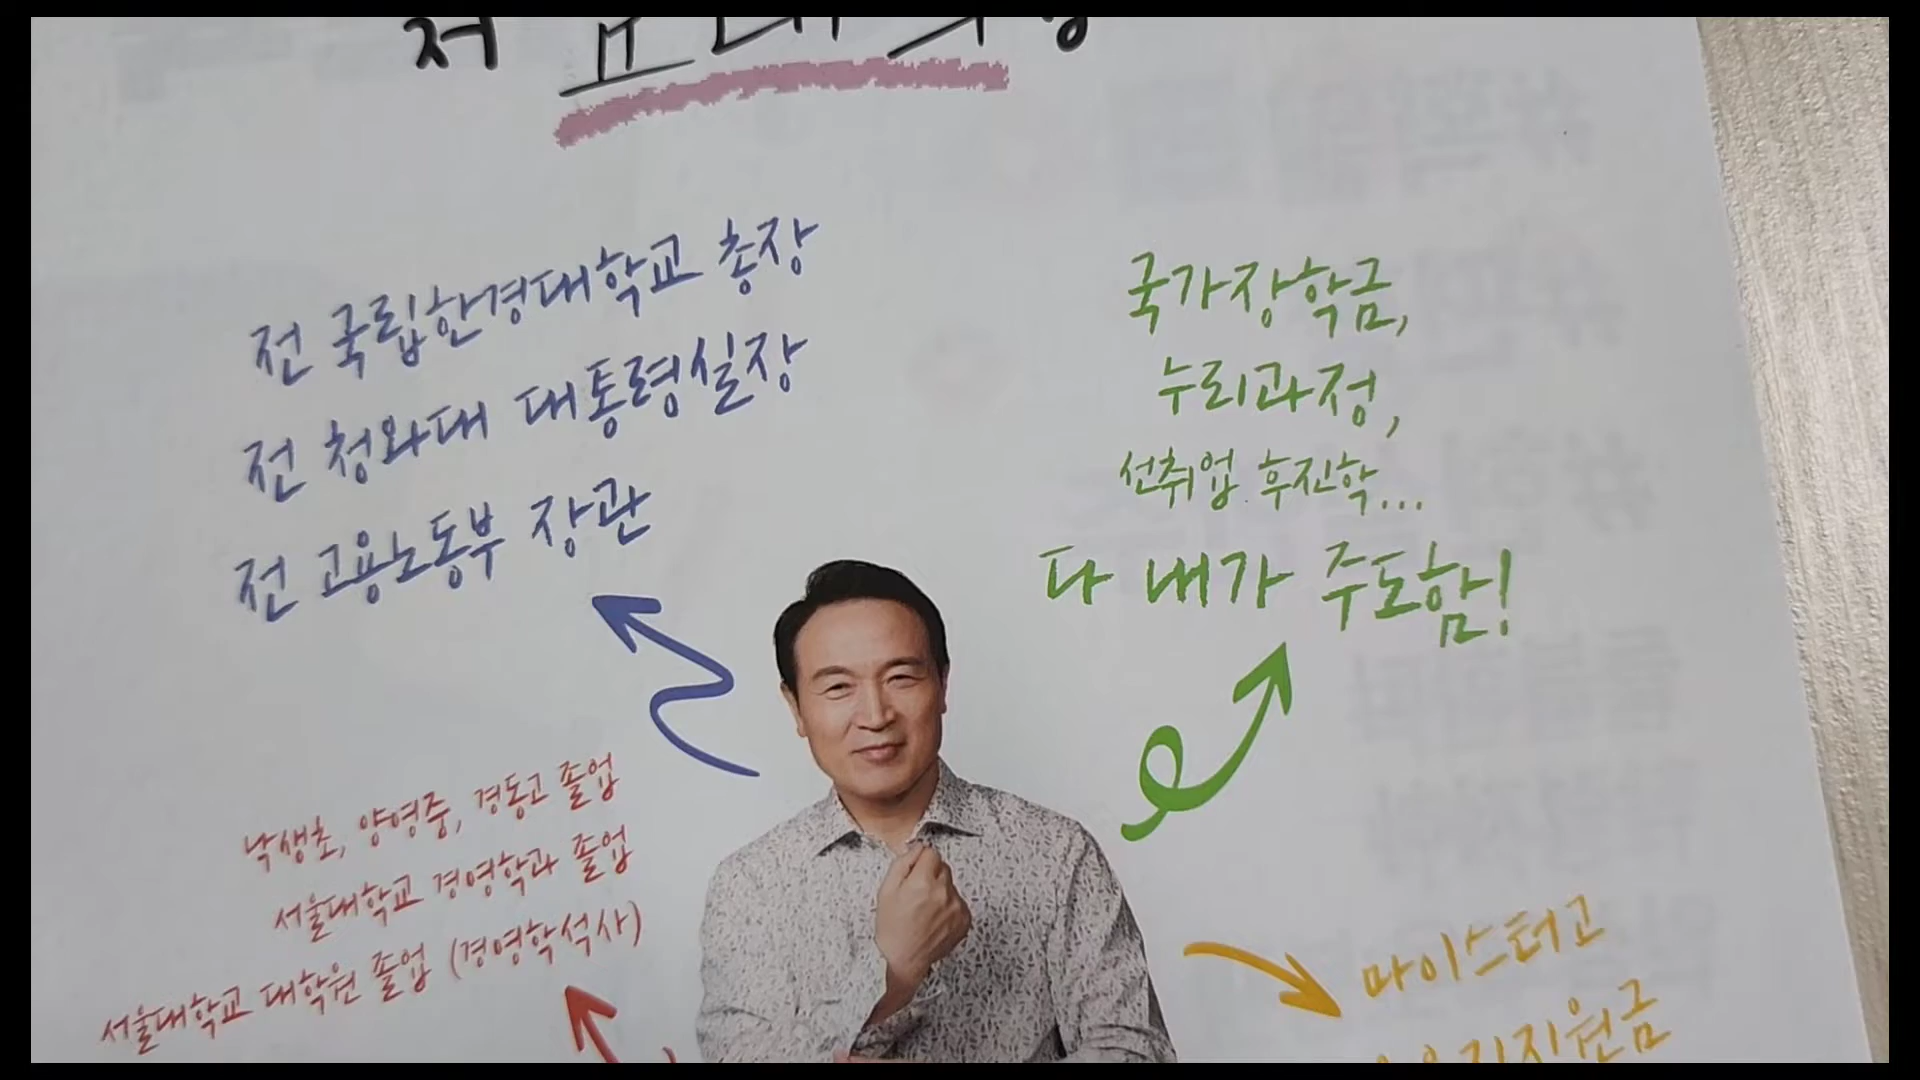 저
전 국립한경대학교 총장
전 청와대 대통령실장
전 고용노동부 장관
국가장학금,
누리과정,
선취업 후진학...
다 내가 주도함!
낙생초, 양영중, 경동고 졸업
서울대학교 경영학과 졸업
서울대학교 대학원 졸업 (경영학석사)
마이스터고